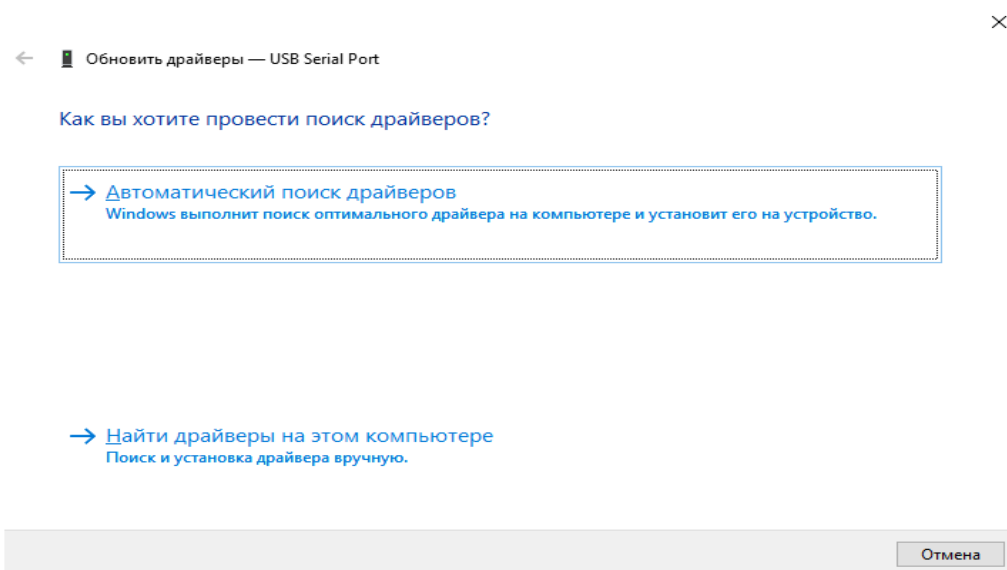 Обновить драйверы — USB Serial Port
Как вы хотите провести поиск драйверов?
Автоматический поиск драйверов
Windows выполнит поиск оптимального драйвера на компьютере и установит его на устройство.
Найти драйверы на этом компьютере
Поиск и установка драйвера вручную.
Отмена